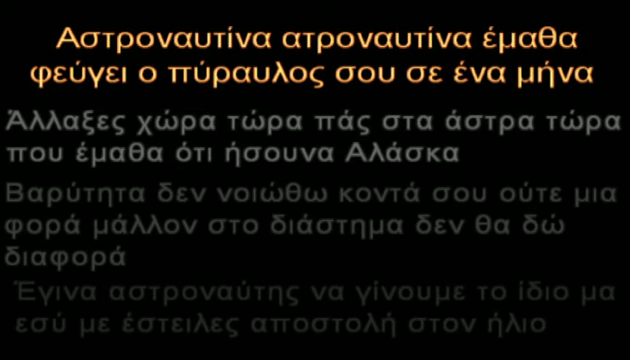 Αστροναυτίνα ατροναυτίνα έμαθα
φεύγει ο πύραυλος σου σε ένα μήνα
Άλλαξες χώρα τώρα πάς στα άστρα τώρα
που έμαθα ότι ήσουνα Αλάσκα
Βαρύτητα δεν νοιώθω κοντά σου ούτε μια
φορά μάλλον στο διάστημα δεν θα δώ
διαφορά
Έγινα αστροναύτης να γίνουμε το ίδιο μα
εσύ με έστειλες αποστολή στον ήλιο